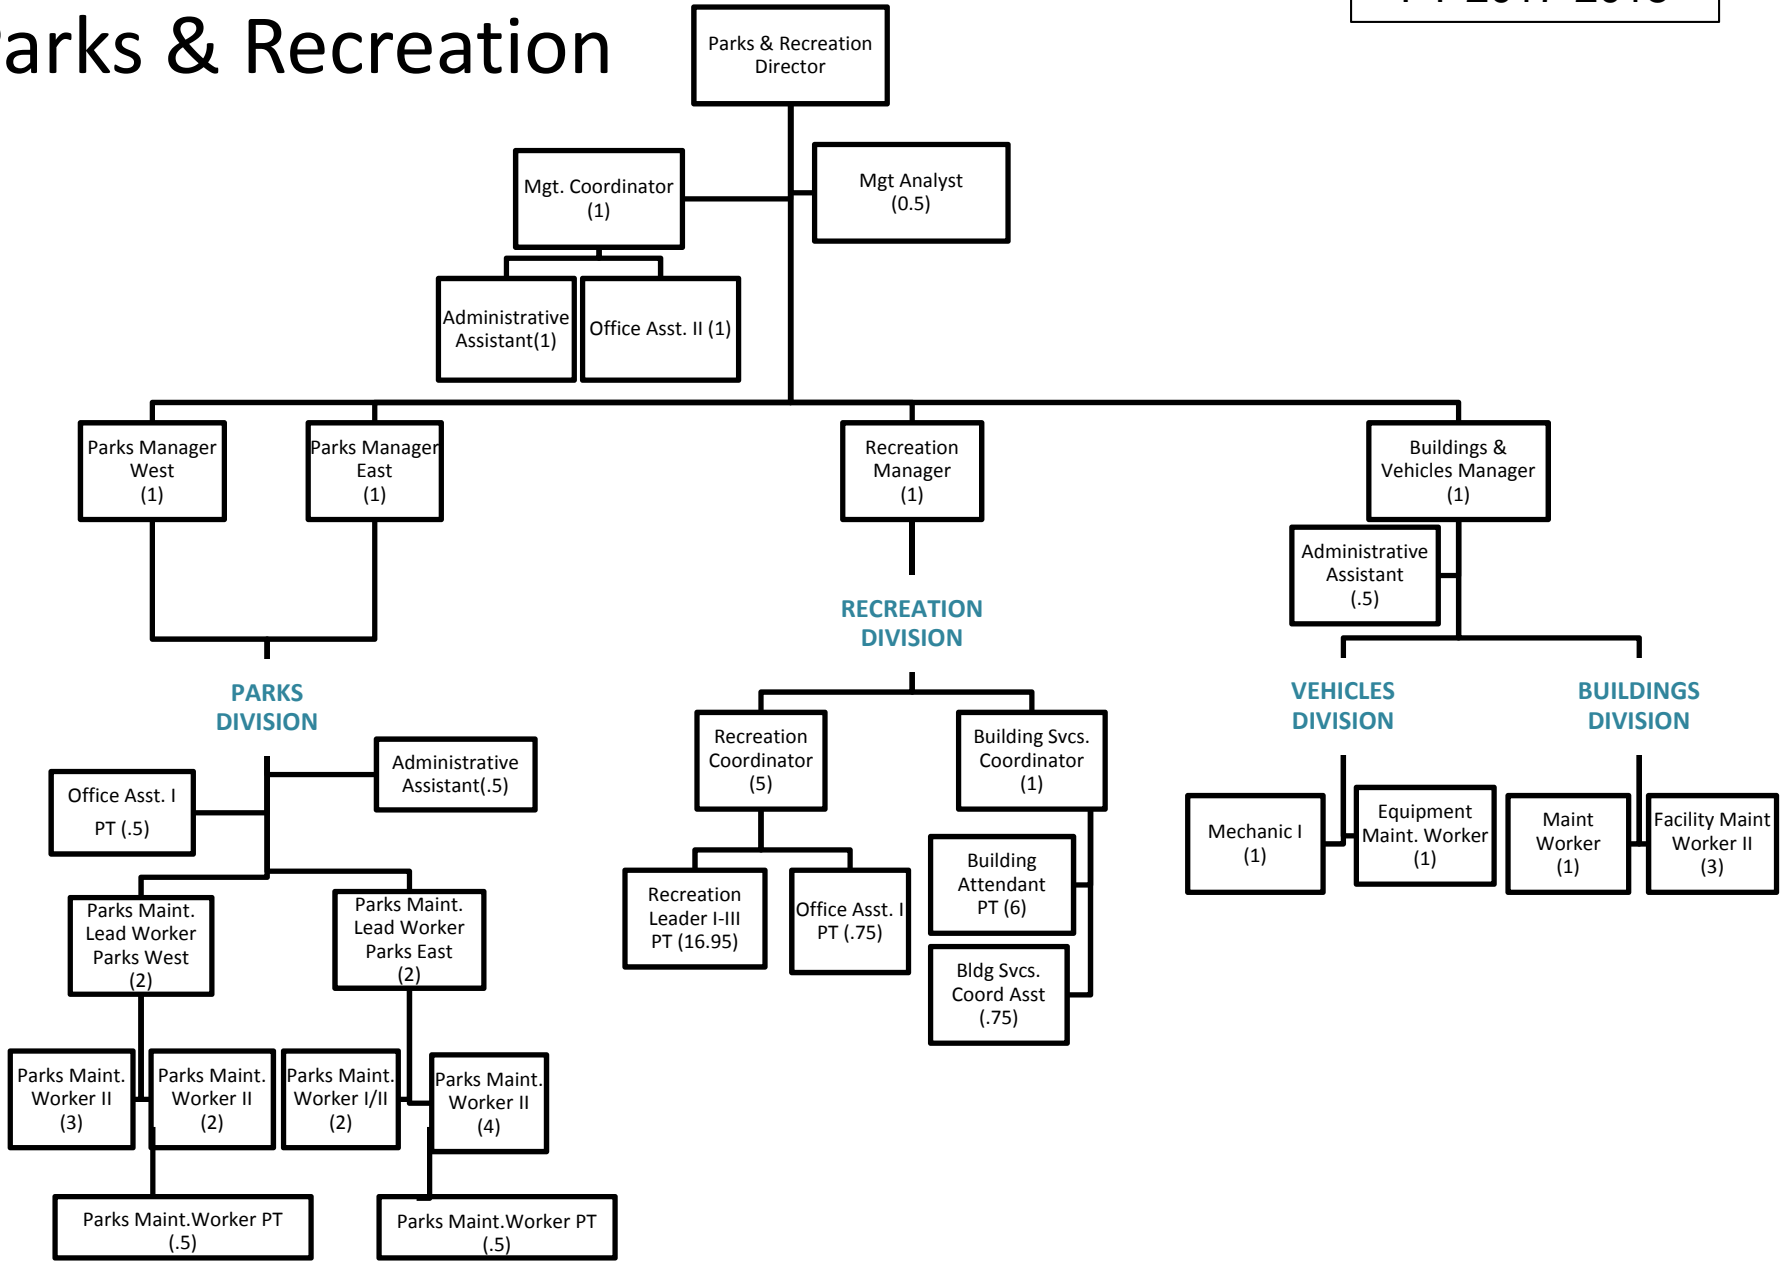 arks & Recreation
Parks & Recreation
Director
Mgt. Coordinator
(1)
Mgt Analyst
(0.5)
Administrative
Assistant(1)
Office Asst. II (1)
Parks Manager
West
(1)
Parks Manager
East
(1)
Recreation
Manager
(1)
Buildings &
Vehicles Manager
(1)
Administrative
Assistant
(.5)
RECREATION
DIVISION
PARKS
DIVISION
VEHICLES
DIVISION
BUILDINGS
DIVISION
Office Asst. I
PT (.5)
Administrative
Assistant(.5)
Recreation
Coordinator
(5)
Building Svcs.
Coordinator
(1)
Mechanic I
(1)
Equipment
Maint. Worker
(1)
Maint
Worker
(1)
Facility Maint
Worker II
(3)
Parks Maint.
Lead Worker
Parks West
(2)
Parks Maint.
Lead Worker
Parks East
(2)
Recreation
Leader I-III
PT (16.95)
Office Asst. I
PT (.75)
Building
Attendant
PT (6)
Bldg Svcs.
Coord Asst
(.75)
Parks Maint.
Worker II
(3)
Parks Maint.
Worker II
(2)
Parks Maint.
Worker I/II
(2)
Parks Maint.
Worker II
(4)
Parks Maint.Worker PT
(.5)
Parks Maint.Worker PT
(.5)